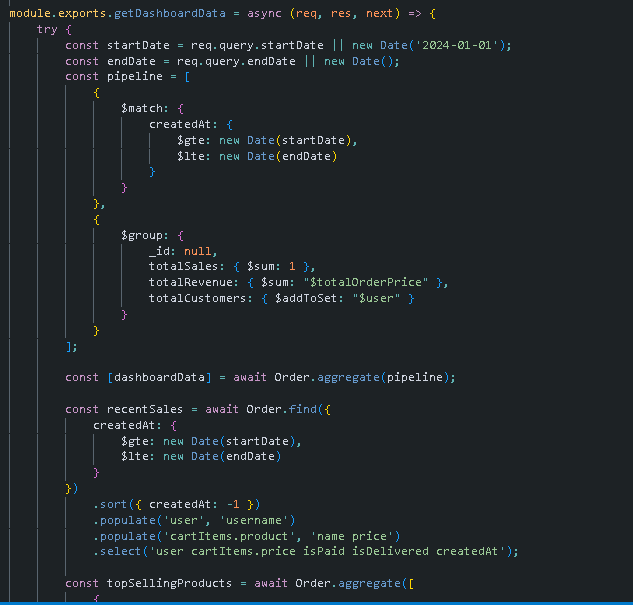 module.exports.getDashboardData = async (req, res, next) => {
    try {
        const startDate = req.query.startDate || new Date('2024-01-01');
        const endDate = req.query.endDate || new Date();
        const pipeline = [
            {
                $match: {
                    createdAt: {
                        $gte: new Date(startDate),
                        $lte: new Date(endDate)
                    }
                }
            },
            {
                $group: {
                    _id: null,
                    totalSales: { $sum: 1 },
                    totalRevenue: { $sum: "$totalOrderPrice" },
                    totalCustomers: { $addToSet: "$user" }
                }
            }
        ];
        const [dashboardData] = await Order.aggregate(pipeline);
        const recentSales = await Order.find({
            createdAt: {
                $gte: new Date(startDate),
                $lte: new Date(endDate)
            }
        })
            .sort({ createdAt: -1 })
            .populate('user', 'username')
            .populate('cartItems.product', 'name price')
            .select('user cartItems.price isPaid isDelivered createdAt');
        const topSellingProducts = await Order.aggregate([
            {